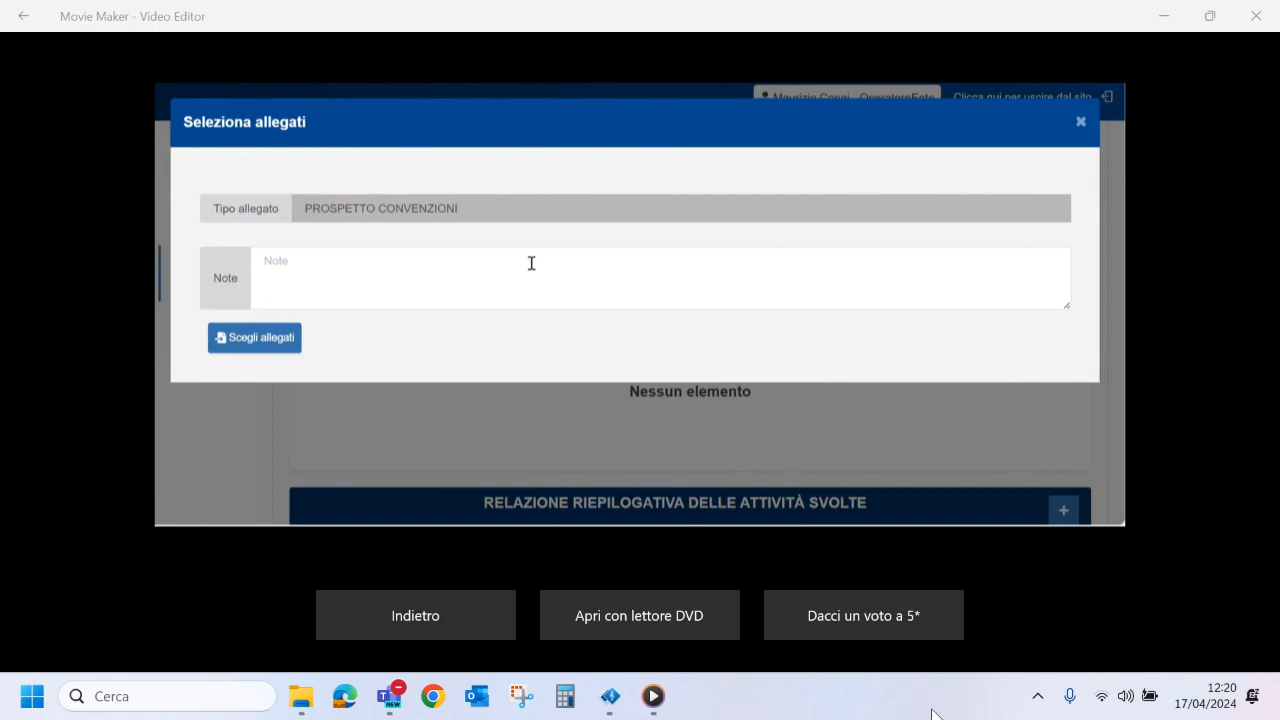 Movie Maker - Video Editor
Maurizio Conai - OperatoreEnte
Clicca qui per uscire dal sito
Seleziona allegati
Tipo allegato
PROSPETTO CONVENZIONI
Note
Note
Scegli allegati
Nessun elemento
RELAZIONE RIEPILOGATIVA DELLE ATTIVITÀ SVOLTE
Indietro
Apri con lettore DVD
Dacci un voto a 5*
Cerca
NEW
12:20
17/04/2024